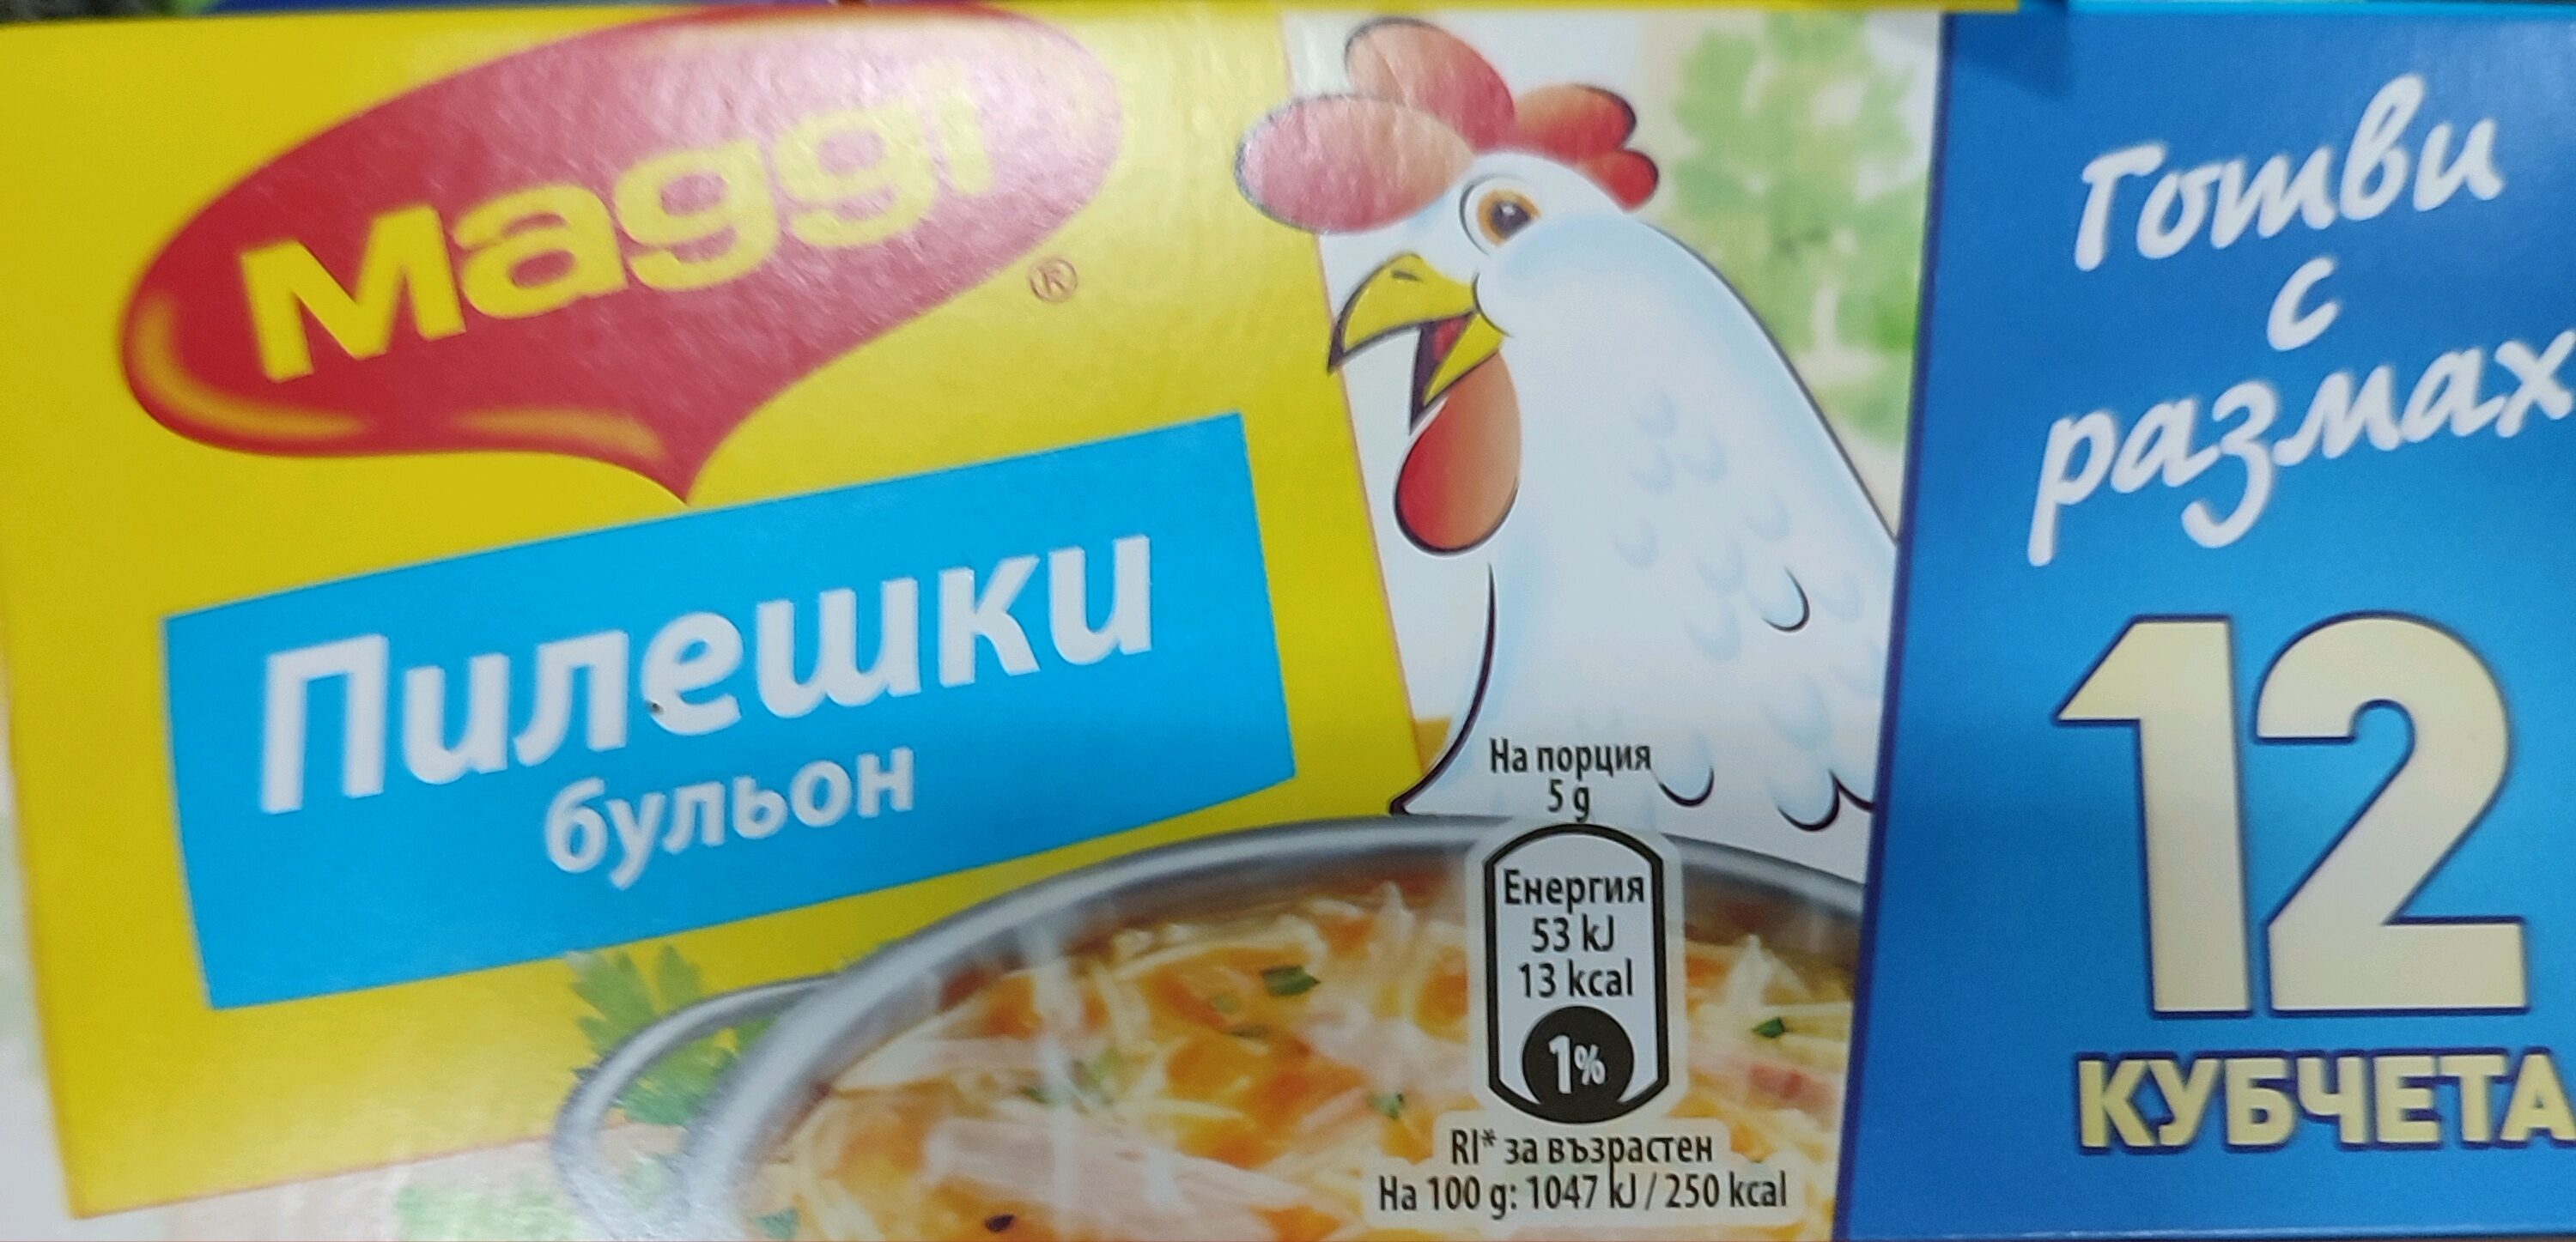 Maggi
®
Пилешки
бульон
Готви
с
размах
12
КУБЧЕТА
На порция
5 g
Енергия
53 kJ
13 kcal
1%
RI* за възрастен
На 100 g: 1047 kJ / 250 kcal